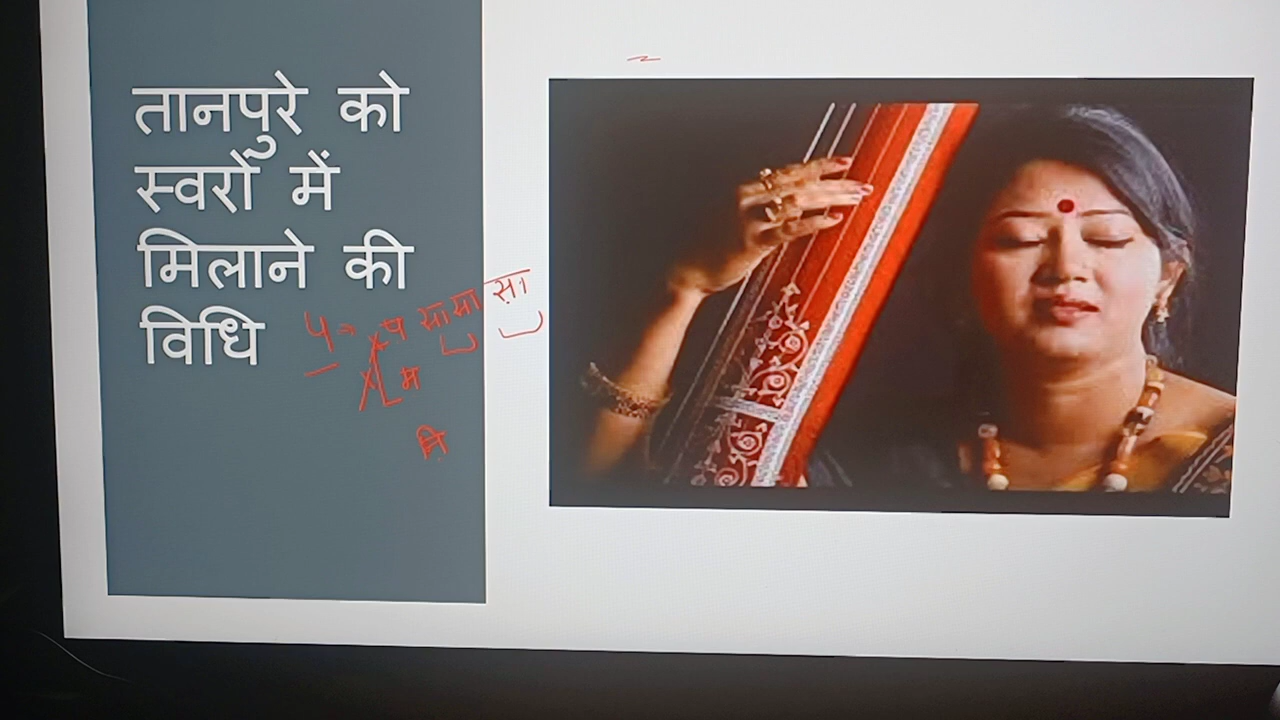 तानपुरे को
स्वरों में
मिलाने की
विधि
प सा सा सा़
म
नि़